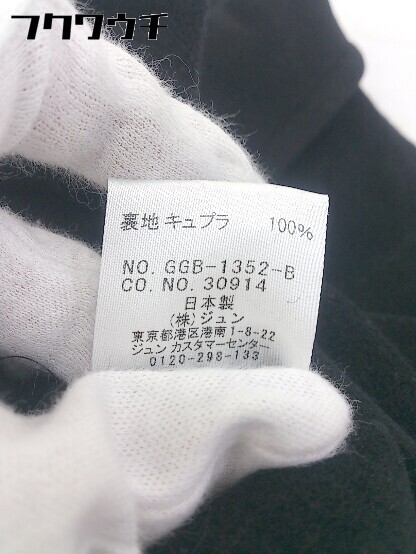 フクウウチ
裏地 キュプラ 100%
NO. GGB-1352-B
CO. NO. 30914
日本製
(株)ジュン
東京都港区港南1-8-22
ジュン カスタマーセンター
0120-298-133